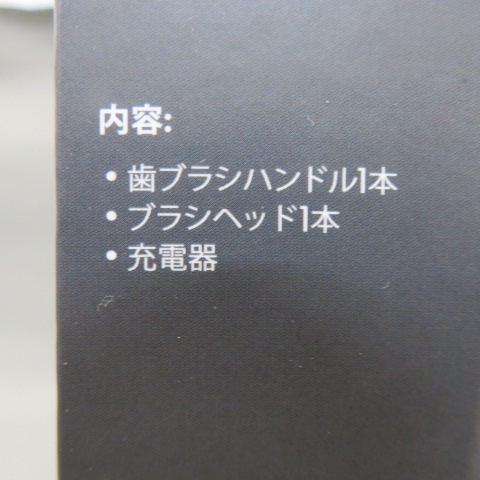 内容:
• 歯ブラシハンドル1本
• ブラシヘッド1本
• 充電器